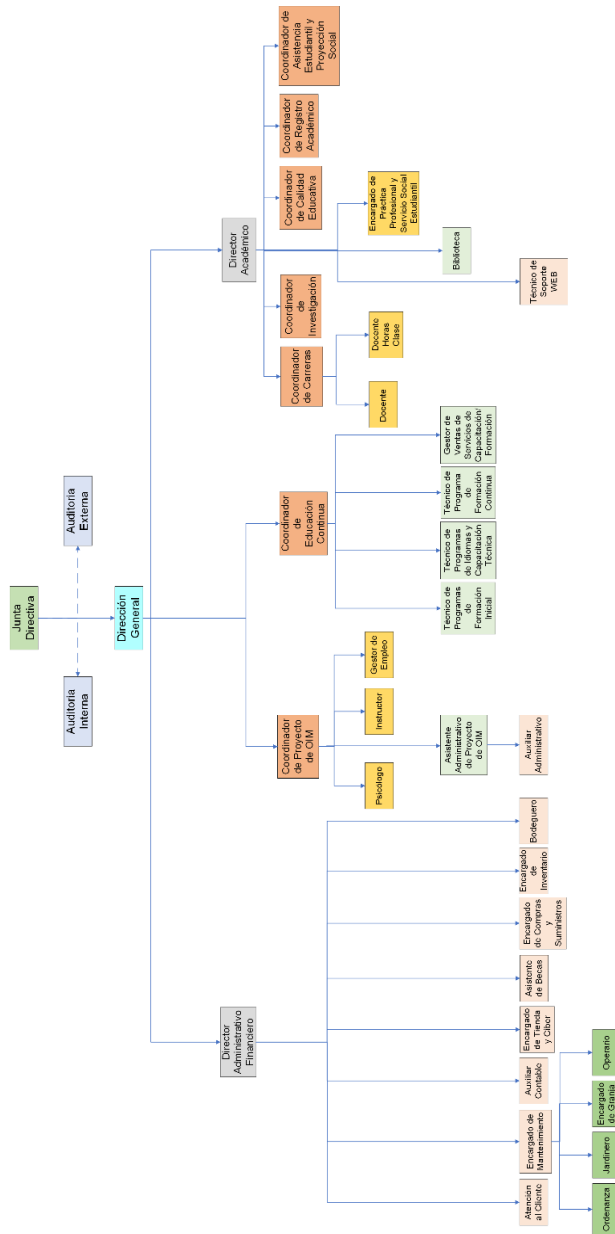 Junta
Directiva
Auditoria
Interna
Auditoria
Externa
Dirección
General
Director
Administrativo
Financiero
Director
Académico
Coordinador
de Proyecto
de OIM
Coordinador
de
Educación
Continua
Coordinador
de Carreras
Coordinador
de
Investigación
Coordinador
de Calidad
Educativa
Coordinador
de Registro
Académico
Coordinador de
Asistencia
Estudiantil y
Proyección
Social
Psicologo
Instructor
Gestor de
Empleo
Docente
Docente
Horas
Clase
Encargado de
Práctica
Profesional y
Servicio Social
Estudiantil
Asistente
Administrativo
de Proyecto
de OIM
Técnico de
Programas
de
Formación
Inicial
Técnico de
Programas
de Idiomas y
Capacitación
Técnica
Técnico de
Programa
de
Formación
Continua
Gestor de
Ventas de
Servicios de
Capacitación/
Formación
Biblioteca
Atención
al Cliente
Encargado de
Mantenimiento
Auxiliar
Contable
Encargado
de Tienda
y Ciber
Asistente
de Becas
Encargado
de Compras
y
Suministros
Encargado
de
Inventario
Bodeguero
Auxiliar
Administrativo
Técnico de
Soporte
WEB
Ordenanza
Jardinero
Encargado
de Granja
Operario